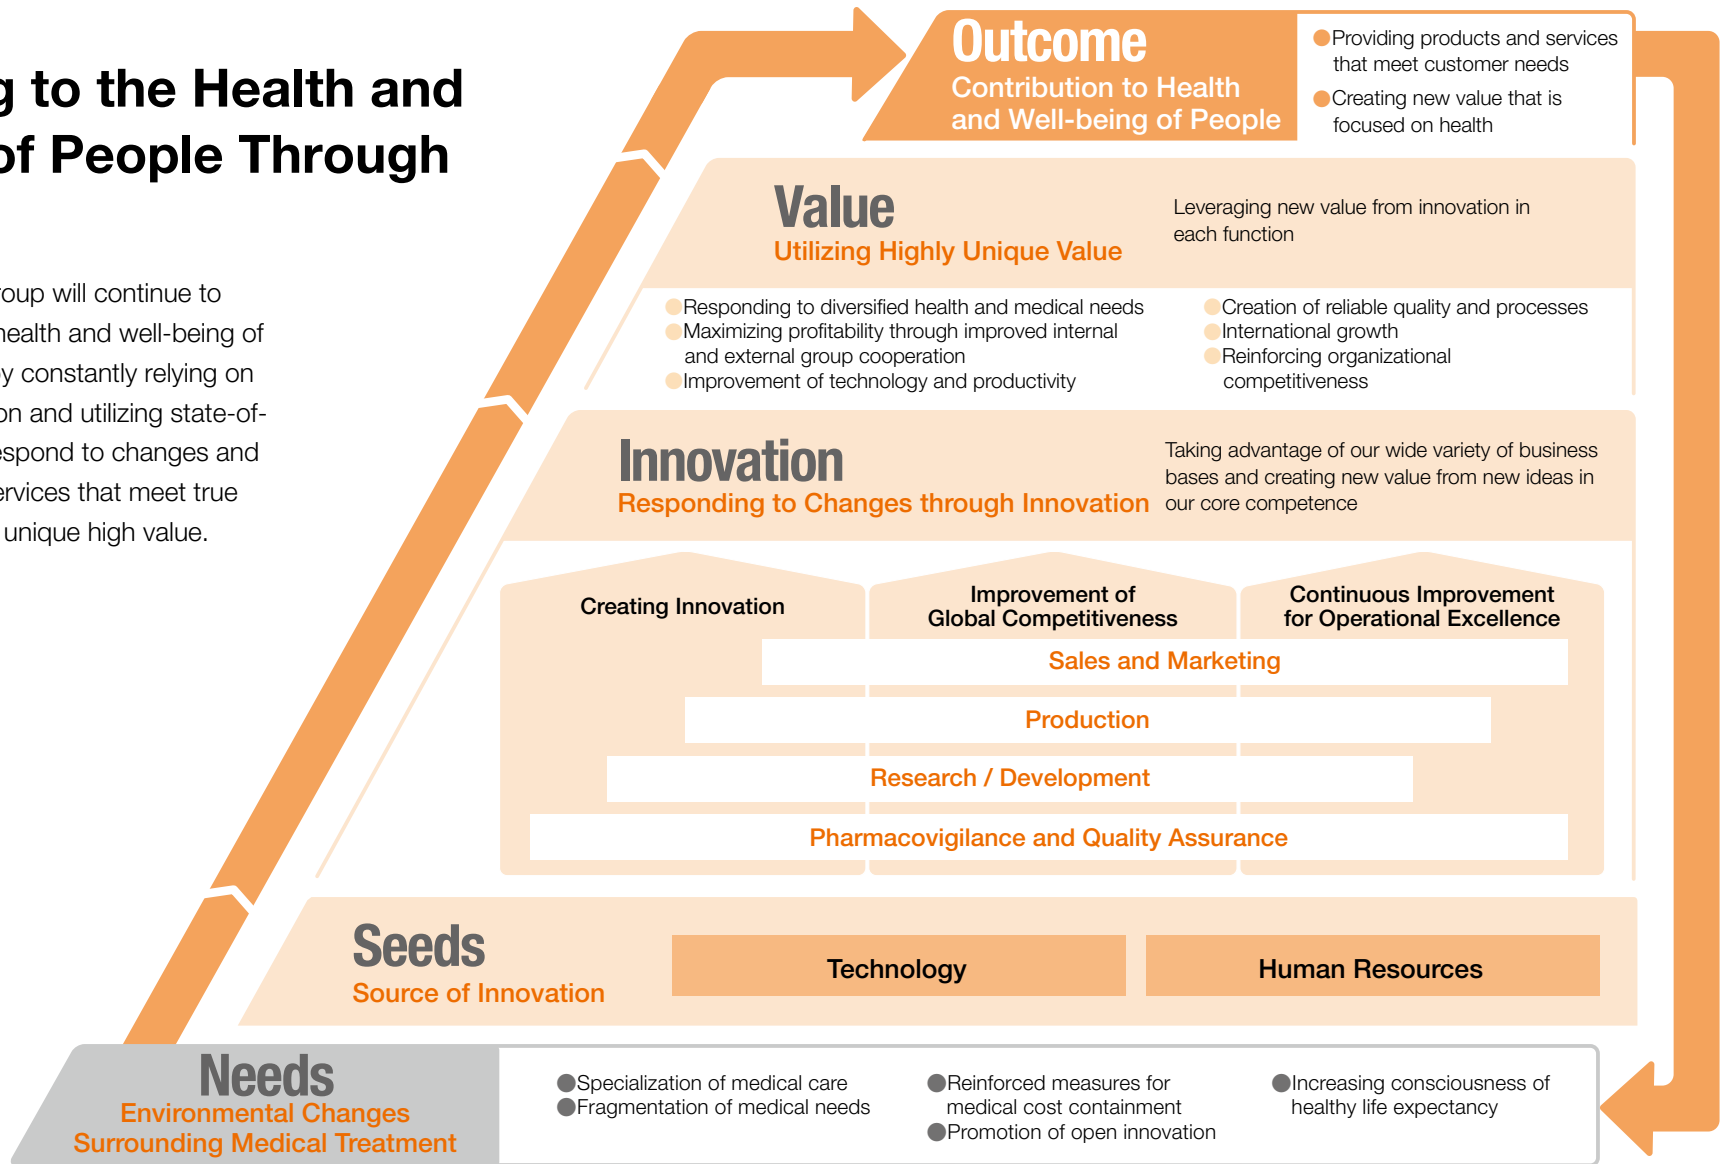 g to the Health and
of People Through
roup will continue to
health and well-being of
by constantly relying on
on and utilizing state-of-
espond to changes and
ervices that meet true
unique high value.
Outcome
Contribution to Health
and Well-being of People
●Providing products and services
that meet customer needs
●Creating new value that is
focused on health
Value
Utilizing Highly Unique Value
Leveraging new value from innovation in
each function
●Responding to diversified health and medical needs
●Maximizing profitability through improved internal
and external group cooperation
●Improvement of technology and productivity
●Creation of reliable quality and processes
●International growth
●Reinforcing organizational
competitiveness
Innovation
Responding to Changes through Innovation
Taking advantage of our wide variety of business
bases and creating new value from new ideas in
our core competence
Creating Innovation
Improvement of
Global Competitiveness
Continuous Improvement
for Operational Excellence
Sales and Marketing
Production
Research / Development
Pharmacovigilance and Quality Assurance
Seeds
Source of Innovation
Technology
Human Resources
Needs
Environmental Changes
Surrounding Medical Treatment
●Specialization of medical care
●Fragmentation of medical needs
●Reinforced measures for
medical cost containment
●Promotion of open innovation
●Increasing consciousness of
healthy life expectancy